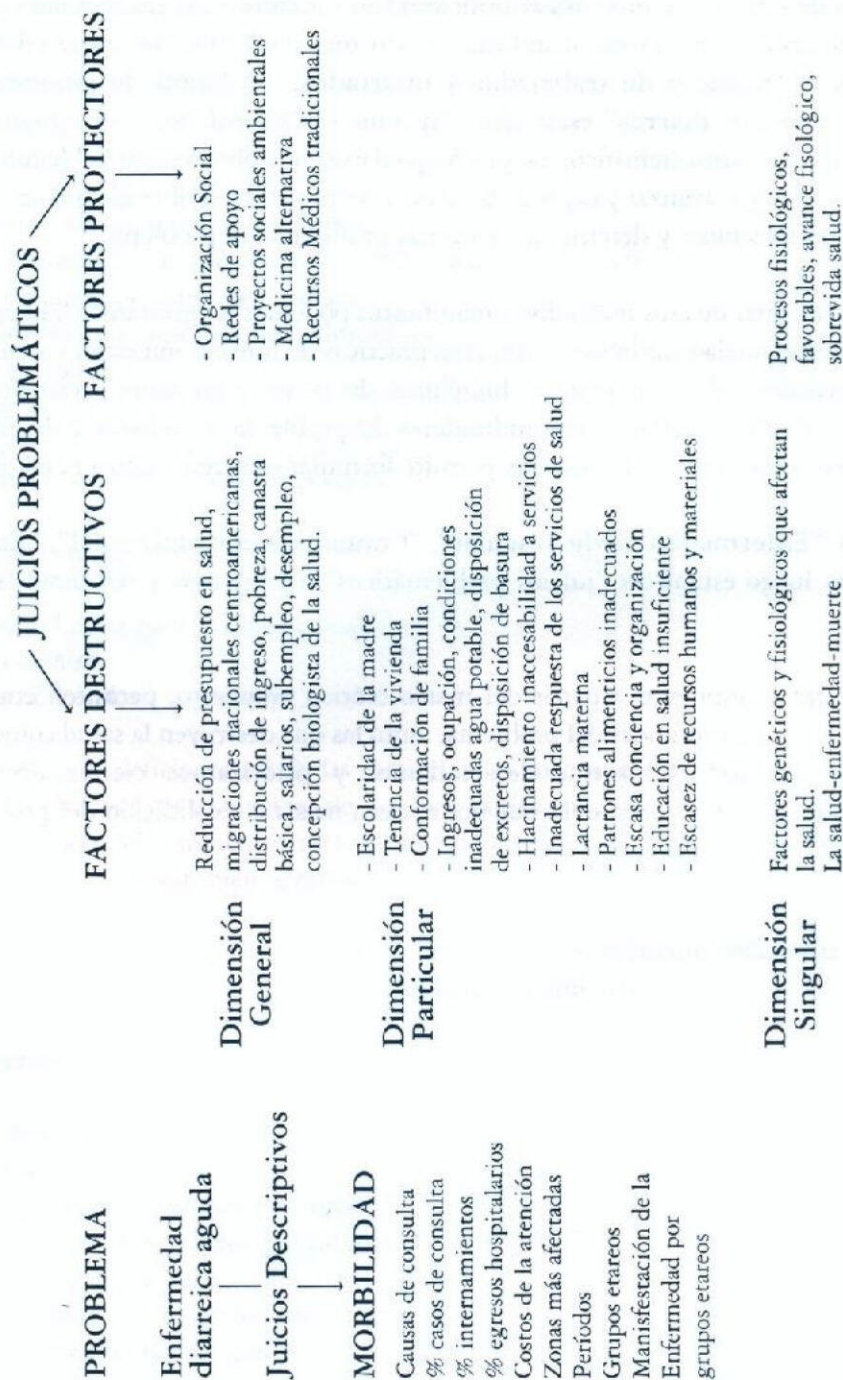 PROBLEMA
Enfermedad
diarreica aguda
Juicios Descriptivos
MORBILIDAD
Causas de consulta
% casos de consulta
% internamientos
% egresos hospitalarios
Costos de la atención
Zonas más afectadas
Períodos
Grupos etareos
Manisfestación de la
Enfermedad por
grupos etareos
JUICIOS PROBLEMÁTICOS
FACTORES DESTRUCTIVOS
FACTORES PROTECTORES
Dimensión
General
Reducción de presupuesto en salud,
migraciones nacionales centroamericanas,
distribución de egreso, pobreza, canasta
básica, salarios, subempleo, desempleo,
concepción biologista de la salud.
Organización Social
Redes de apoyo
Proyectos sociales ambientales
Medicina alternativa
Recursos Médicos tradicionales
Dimensión
Particular
- Escolaridad de la madre
- Tenencia de la vivienda
- Conformación de familia
- Ingresos, ocupación, condiciones
inadecuadas agua potable, disposición
de excretas, disposición de basura
- Hacinamiento inaccesabilidad a servicios
- Inadecuada respuesta de los servicios de salud
- Lactancia materna
- Patrones alimenticios inadecuados
- Escasa conciencia y organización
- Educación en salud insuficiente
- Escasez de recursos humanos y materiales
Dimensión
Singular
Factores genéticos y fisiológicos que afectan
la salud.
La salud-enfermedad-muerte
Procesos fisiológicos,
favorables, avance fisiológico,
sobrevida salud.